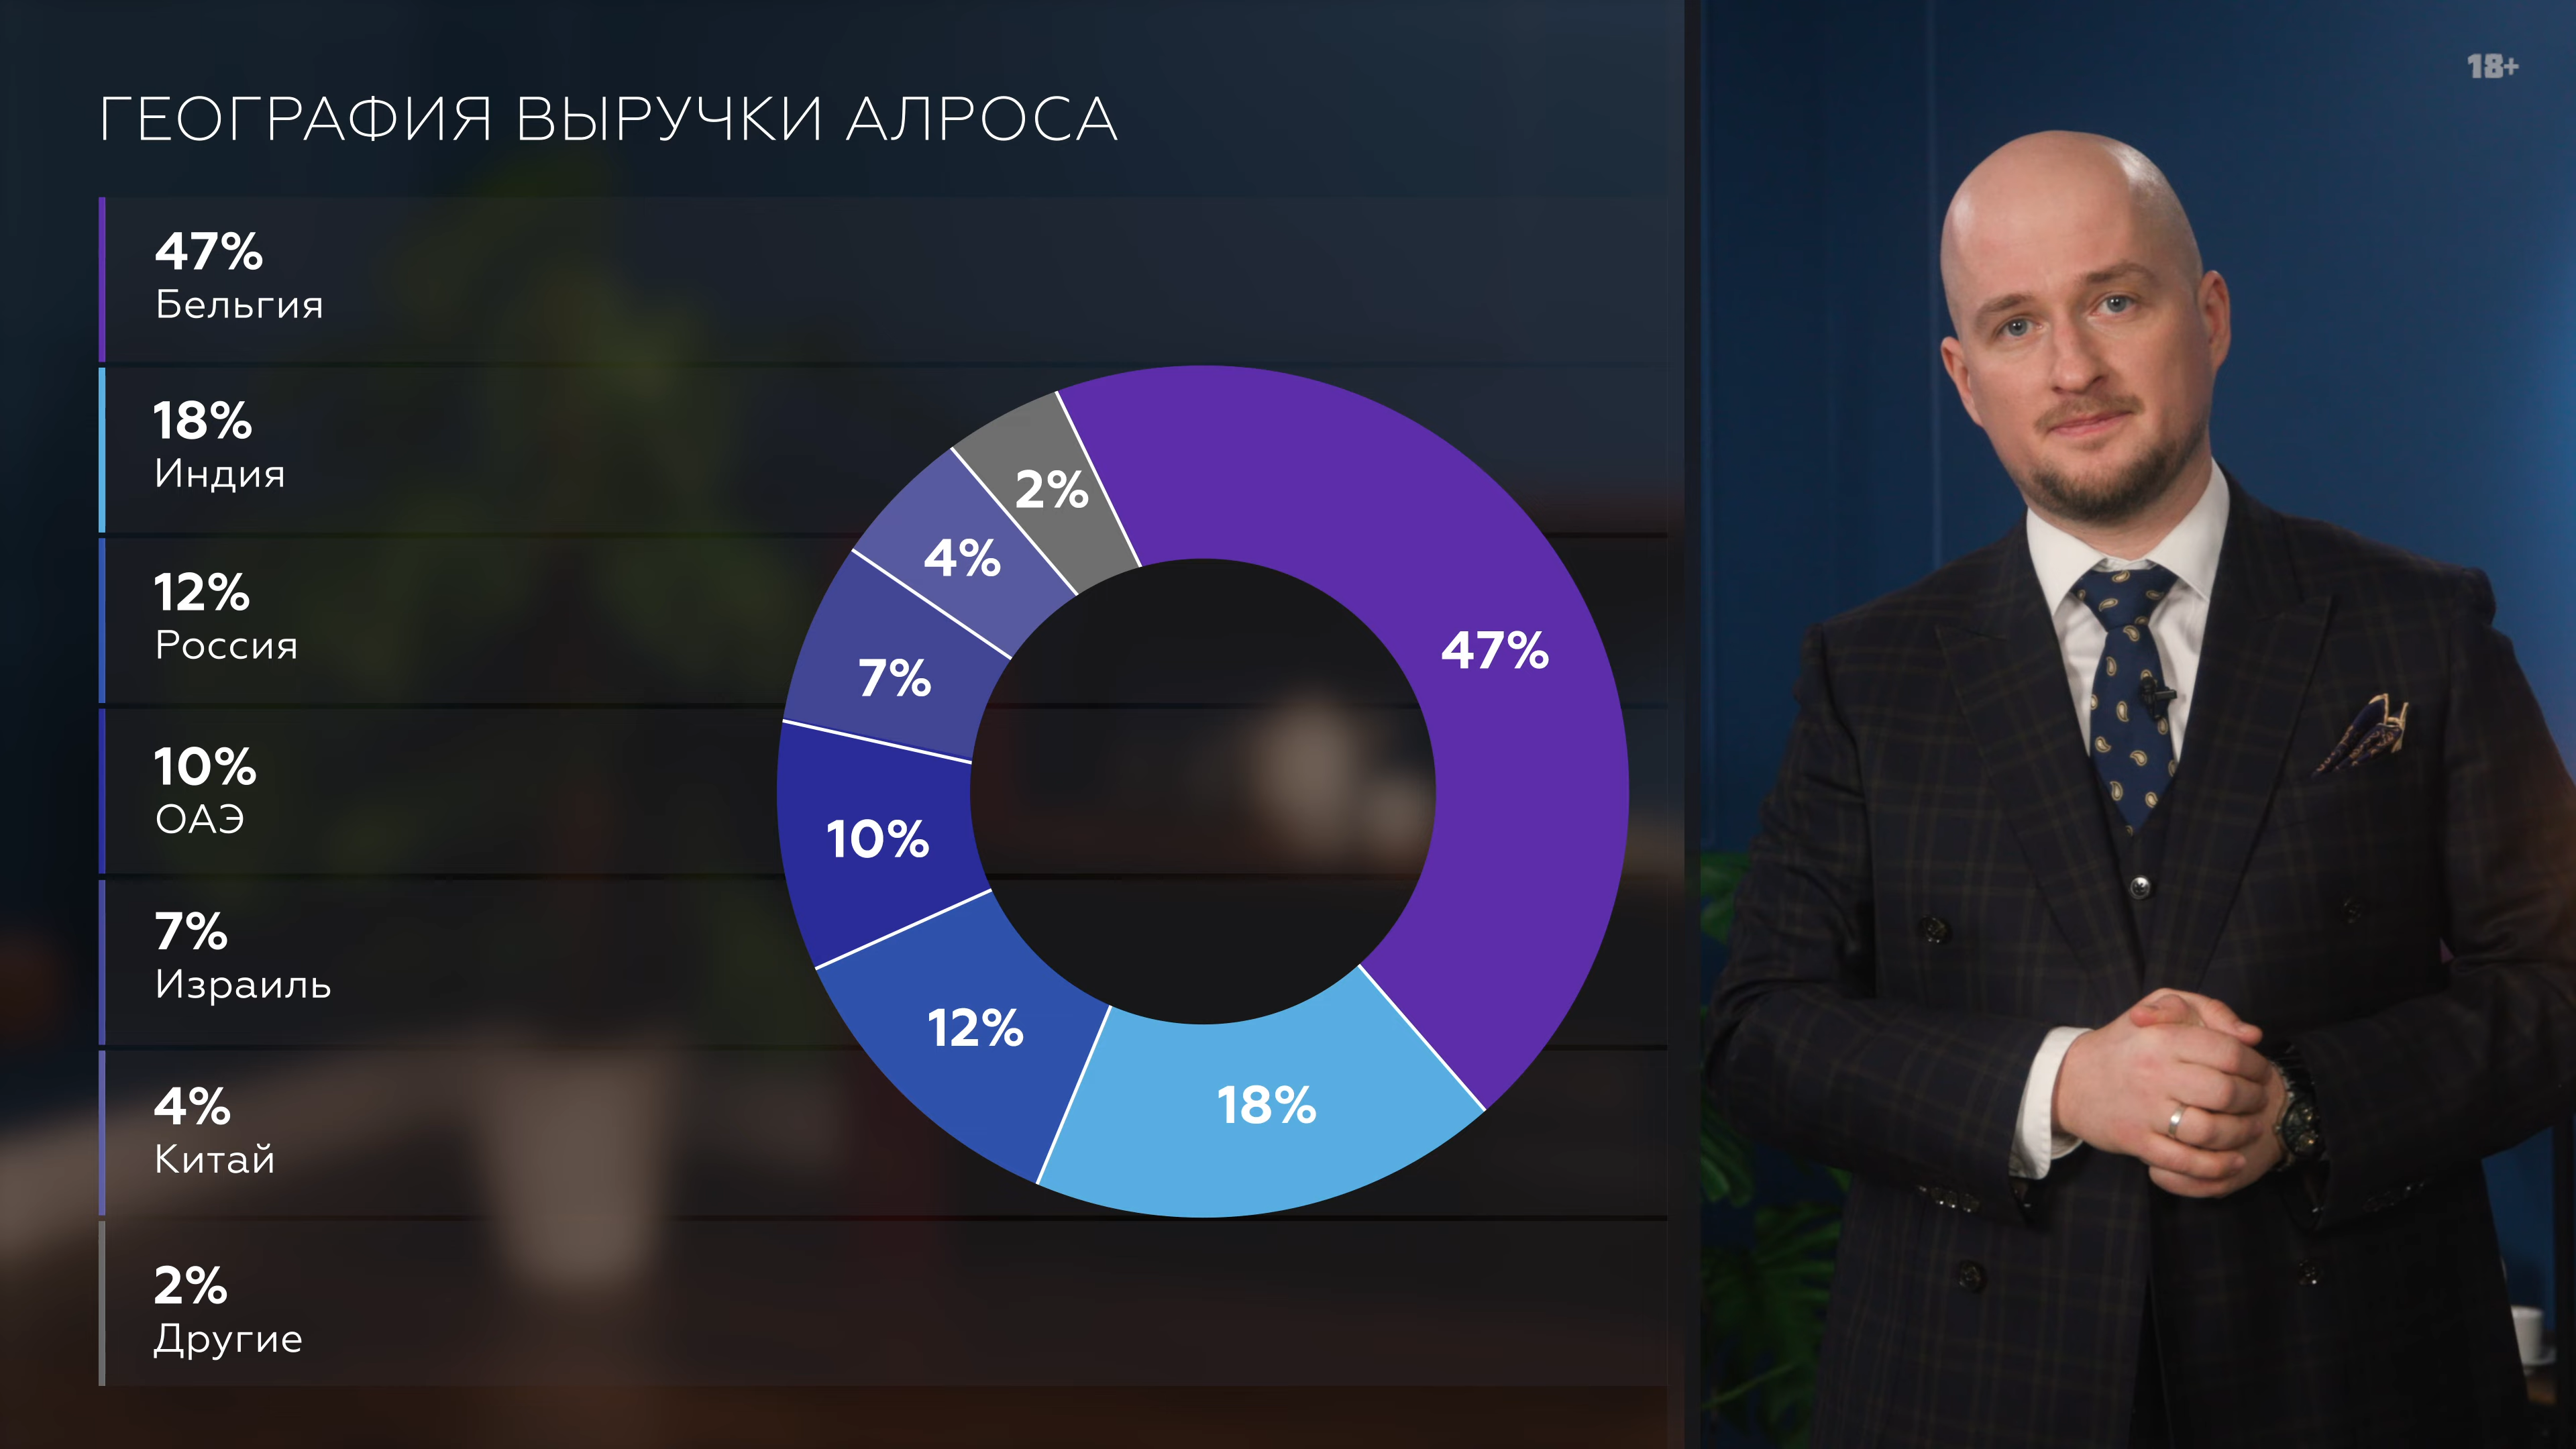 18+
ГЕОГРАФИЯ ВЫРУЧКИ АЛРОСА
47%
Бельгия
18%
Индия
12%
Россия
10%
ОАЭ
7%
Израиль
4%
Китай
2%
Другие
2%
4%
47%
7%
10%
12%
18%